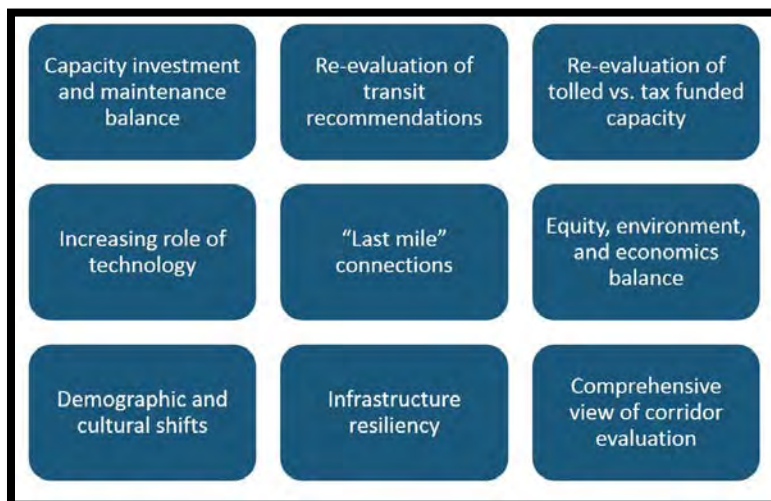 Capacity investment
and maintenance
balance
Re-evaluation of
transit
recommendations
Re-evaluation of
tolled vs. tax funded
capacity
Increasing role of
technology
“Last mile”
connections
Equity, environment,
and economics
balance
Demographic and
cultural shifts
Infrastructure
resiliency
Comprehensive
view of corridor
evaluation